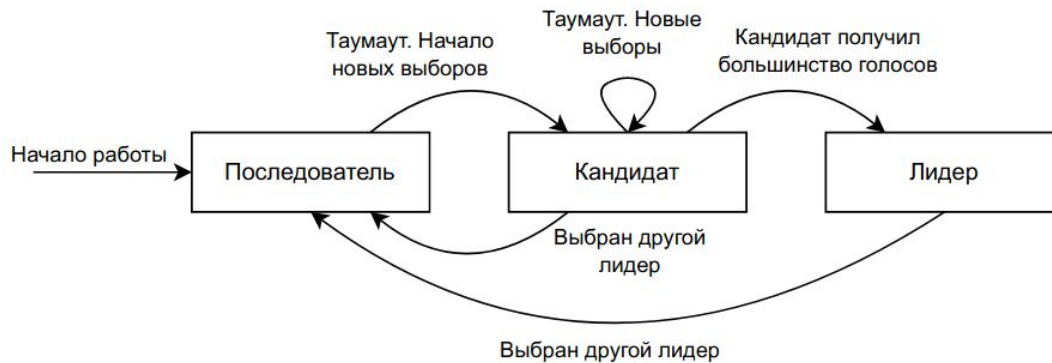 Таумаут. Начало
новых выборов
Таумаут. Новые
выборы
Кандидат получил
большинство голосов
Начало работы
Последователь
Кандидат
Лидер
Выбран другой
лидер
Выбран другой лидер